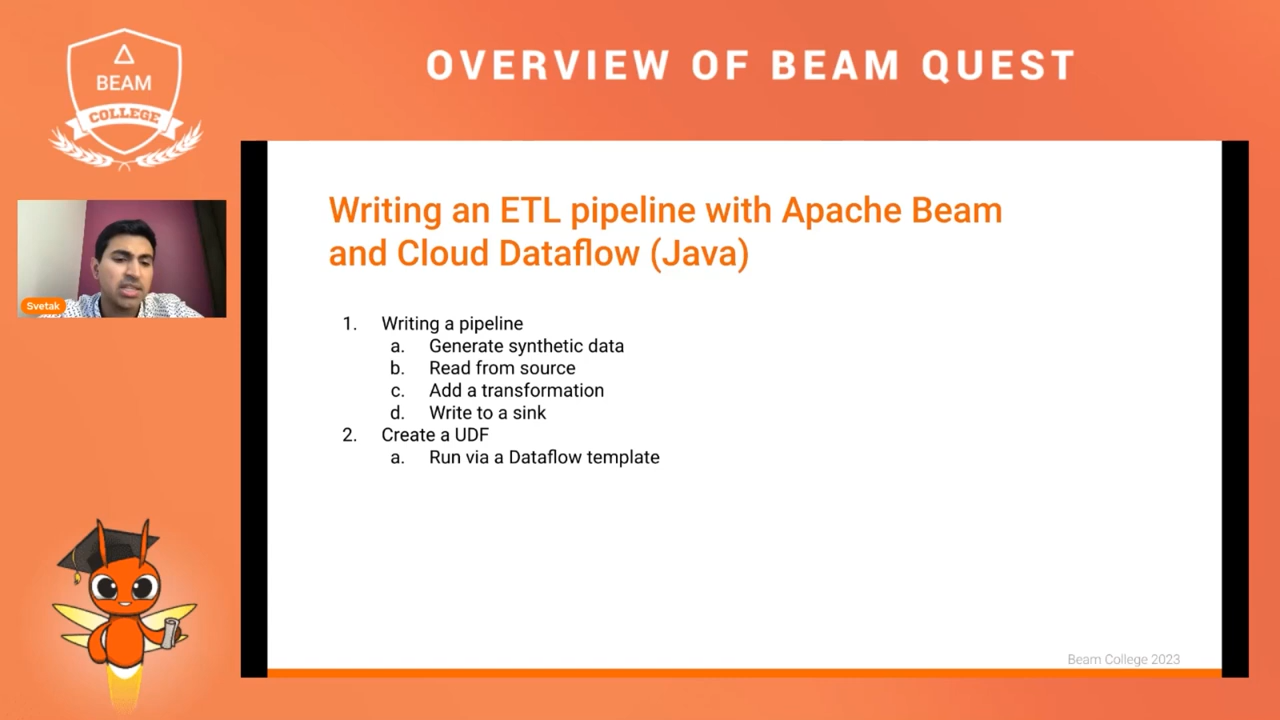 BEAM
COLLEGE
OVERVIEW OF BEAM QUEST
Svetak
Writing an ETL pipeline with Apache Beam
and Cloud Dataflow (Java)
1. Writing a pipeline
a. Generate synthetic data
b. Read from source
c. Add a transformation
d. Write to a sink
2. Create a UDF
a. Run via a Dataflow template
Beam College 2023